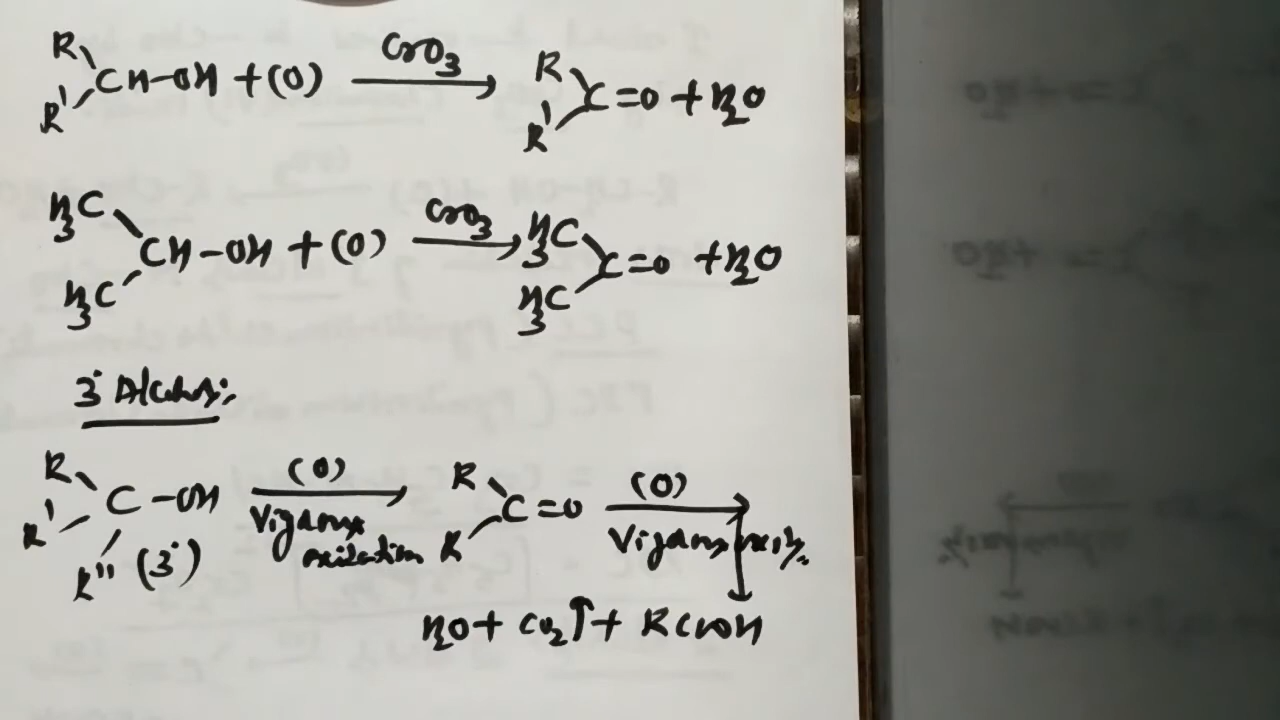 R R' CH-OH + (O) CrO3 → R R' C=O + H2O
H3C H3C CH-OH + (O) CrO3 → H3C H3C C=O + H2O
3° Alcohols:
R R' R'' C-OH (3°) (O) Vigorous oxidation → R R C=O (O) Vigorous oxi.
H2O + CO2↑ + RCOOH